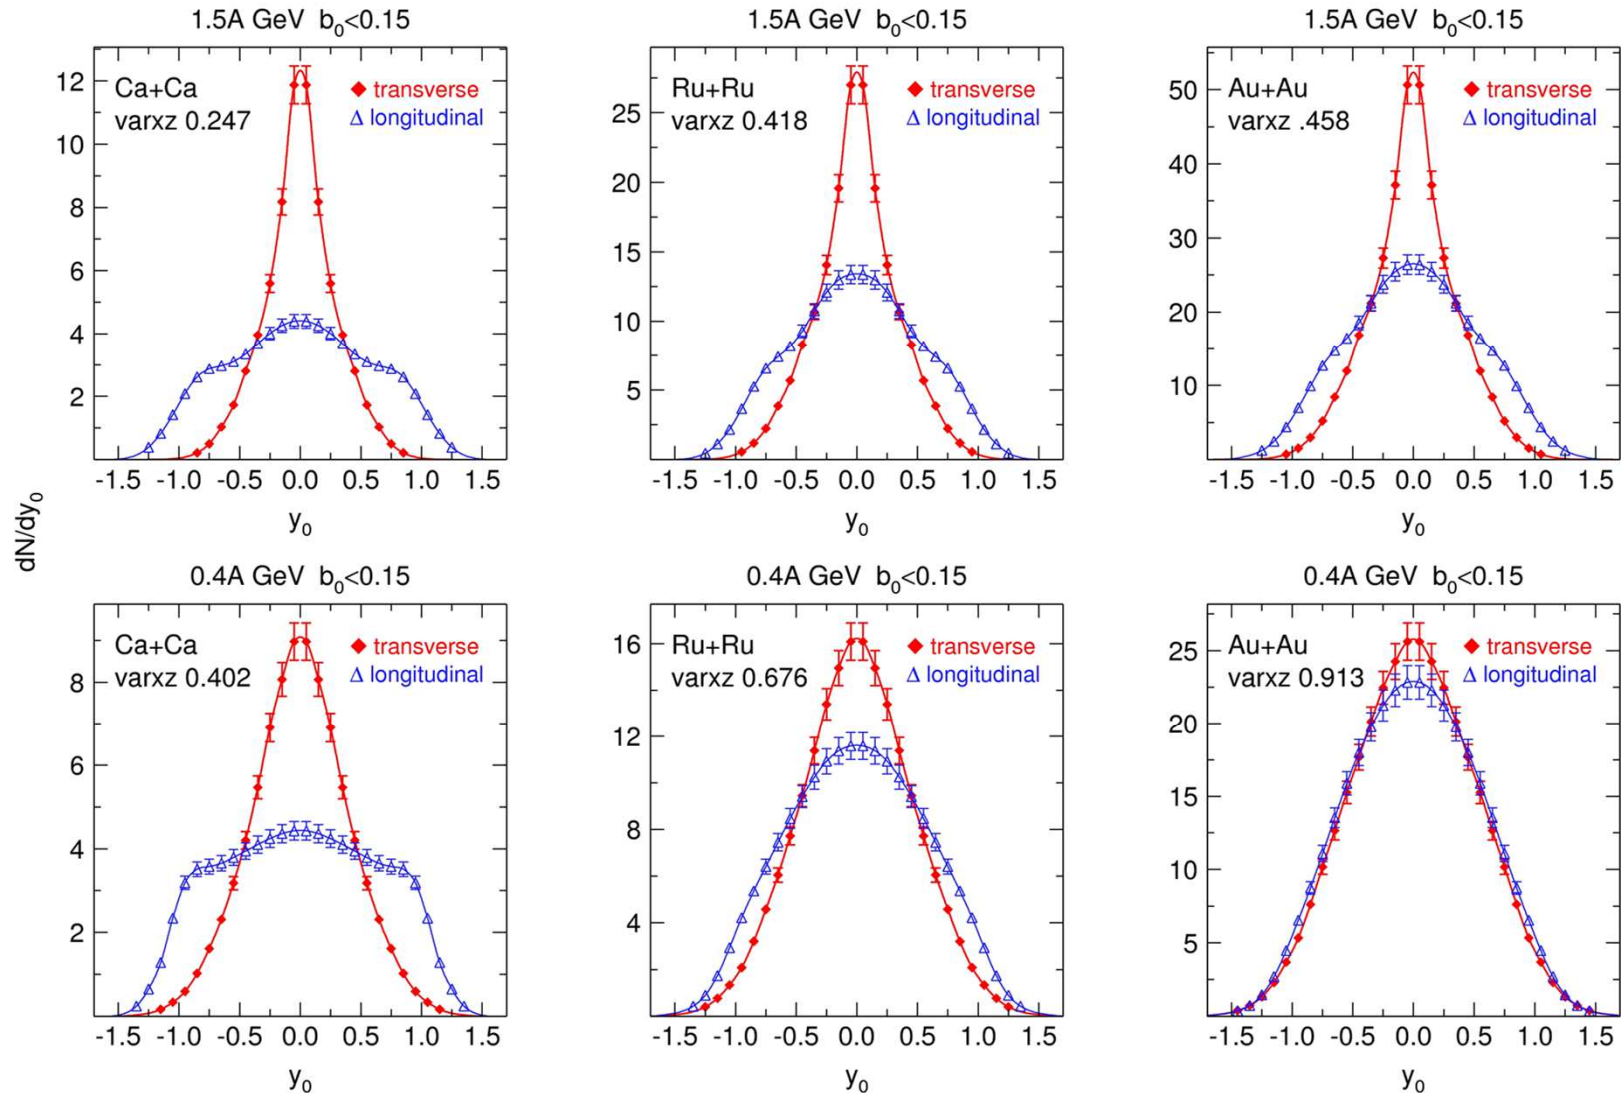 1.5A GeV b₀<0.15
Ca+Ca
varxz 0.247
transverse
longitudinal
12
10
8
6
4
2
-1.5 -1.0 -0.5 0.0 0.5 1.0 1.5
y₀
1.5A GeV b₀<0.15
Ru+Ru
varxz 0.418
transverse
longitudinal
25
20
15
10
5
-1.5 -1.0 -0.5 0.0 0.5 1.0 1.5
y₀
1.5A GeV b₀<0.15
Au+Au
varxz .458
transverse
longitudinal
50
40
30
20
10
-1.5 -1.0 -0.5 0.0 0.5 1.0 1.5
y₀
dN/dy₀
0.4A GeV b₀<0.15
Ca+Ca
varxz 0.402
transverse
longitudinal
8
6
4
2
-1.5 -1.0 -0.5 0.0 0.5 1.0 1.5
y₀
0.4A GeV b₀<0.15
Ru+Ru
varxz 0.676
transverse
longitudinal
16
12
8
4
-1.5 -1.0 -0.5 0.0 0.5 1.0 1.5
y₀
0.4A GeV b₀<0.15
Au+Au
varxz 0.913
transverse
longitudinal
25
20
15
10
5
-1.5 -1.0 -0.5 0.0 0.5 1.0 1.5
y₀